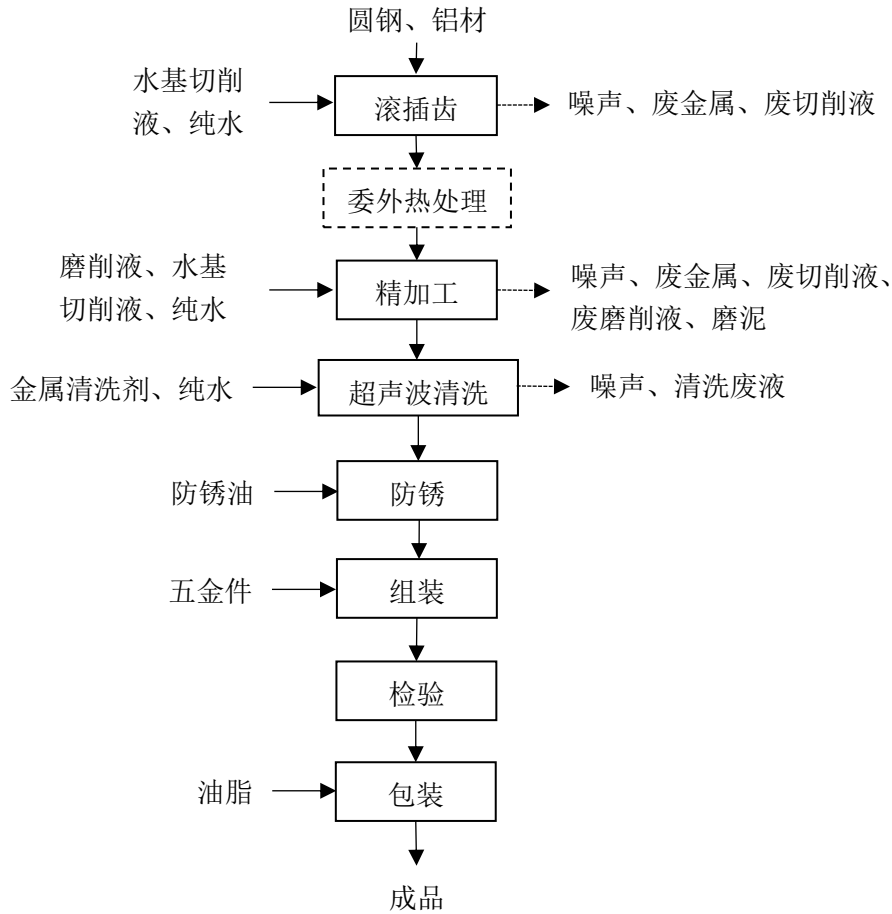 圆钢、铝材
水基切削
液、纯水
滚插齿
噪声、废金属、废切削液
委外热处理
磨削液、水基
切削液、纯水
精加工
噪声、废金属、废切削液、
废磨削液、磨泥
金属清洗剂、纯水
超声波清洗
噪声、清洗废液
防锈油
防锈
五金件
组装
检验
油脂
包装
成品